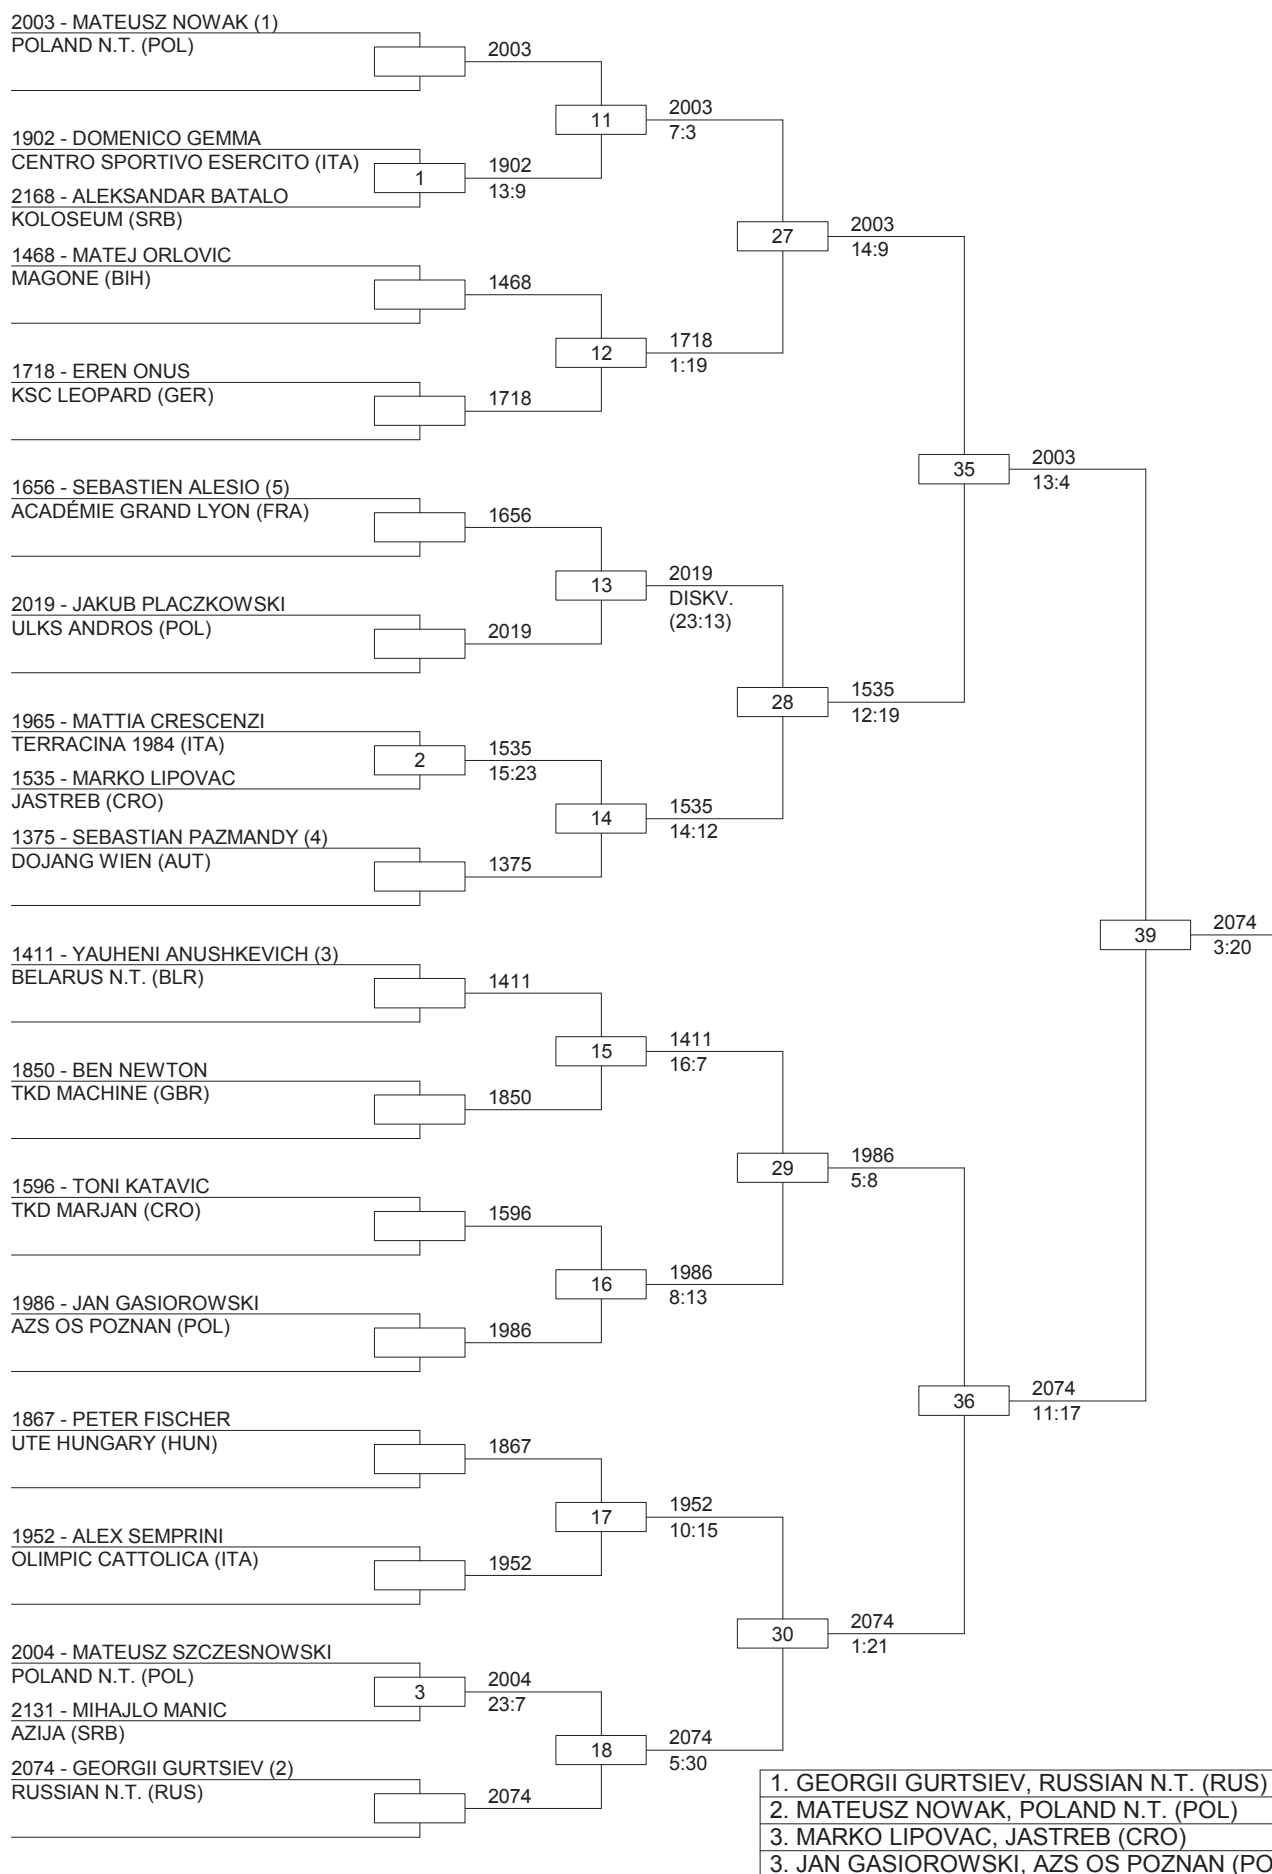 2003 - MATEUSZ NOWAK (1)
POLAND N.T. (POL)
2003
11
2003
7:3
1902 - DOMENICO GEMMA
CENTRO SPORTIVO ESERCITO (ITA)
1
1902
13:9
2168 - ALEKSANDAR BATALO
KOLOSEUM (SRB)
27
2003
14:9
1468 - MATEJ ORLOVIC
MAGONE (BIH)
1468
12
1718
1:19
1718 - EREN ONUS
KSC LEOPARD (GER)
1718
35
2003
13:4
1656 - SEBASTIEN ALESIO (5)
ACADÉMIE GRAND LYON (FRA)
1656
13
2019
DISKV.
(23:13)
2019 - JAKUB PLACZKOWSKI
ULKS ANDROS (POL)
2019
28
1535
12:19
1965 - MATTIA CRESCENZI
TERRACINA 1984 (ITA)
2
1535
15:23
1535 - MARKO LIPOVAC
JASTREB (CRO)
14
1535
14:12
1375 - SEBASTIAN PAZMANDY (4)
DOJANG WIEN (AUT)
1375
39
2074
3:20
1411 - YAUHENI ANUSHKEVICH (3)
BELARUS N.T. (BLR)
1411
15
1411
16:7
1850 - BEN NEWTON
TKD MACHINE (GBR)
1850
29
1986
5:8
1596 - TONI KATAVIC
TKD MARJAN (CRO)
1596
16
1986
8:13
1986 - JAN GASIOROWSKI
AZS OS POZNAN (POL)
1986
36
2074
11:17
1867 - PETER FISCHER
UTE HUNGARY (HUN)
1867
17
1952
10:15
1952 - ALEX SEMPRINI
OLIMPIC CATTOLICA (ITA)
1952
30
2074
1:21
2004 - MATEUSZ SZCZESNOWSKI
POLAND N.T. (POL)
3
2004
23:7
2131 - MIHAJLO MANIC
AZIJA (SRB)
18
2074
5:30
2074 - GEORGII GURTSIEV (2)
RUSSIAN N.T. (RUS)
2074
1. GEORGII GURTSIEV, RUSSIAN N.T. (RUS)
2. MATEUSZ NOWAK, POLAND N.T. (POL)
3. MARKO LIPOVAC, JASTREB (CRO)
3. JAN GASIOROWSKI, AZS OS POZNAN (PO